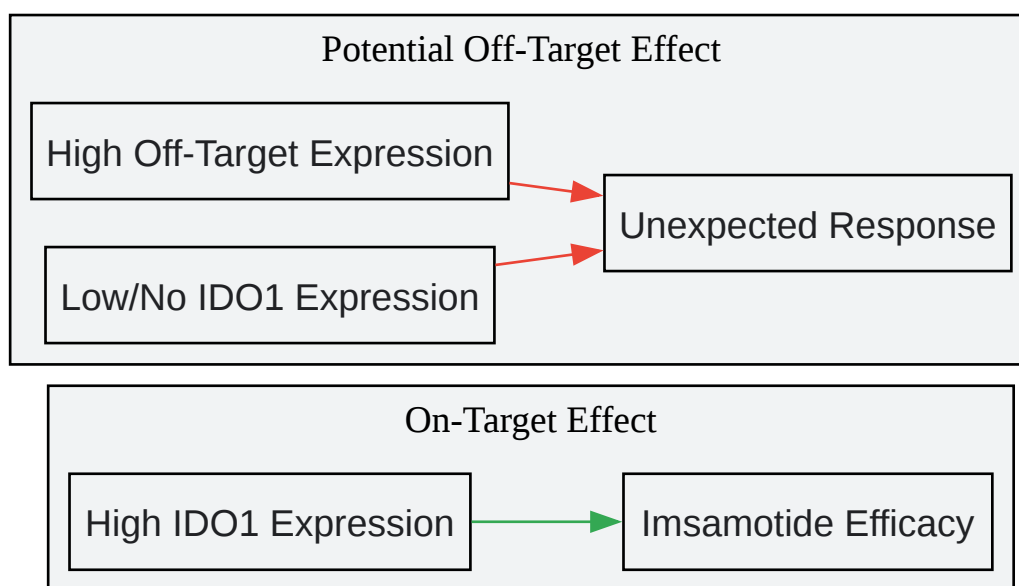 Potential Off-Target Effect
High Off-Target Expression
Unexpected Response
Low/No IDO1 Expression
On-Target Effect
High IDO1 Expression
Imsamotide Efficacy